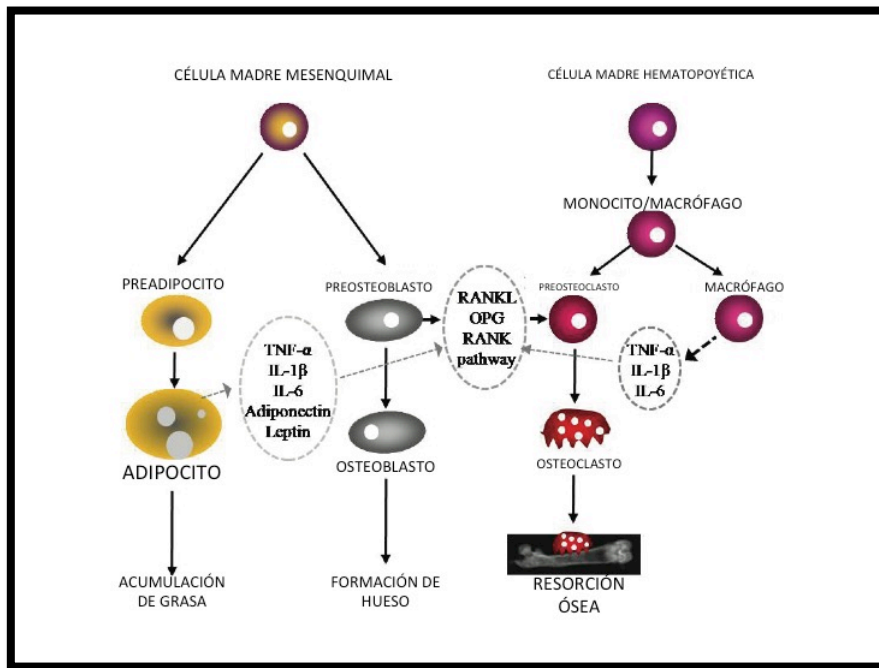 CÉLULA MADRE MESENQUIMAL
CÉLULA MADRE HEMATOPOYÉTICA
MONOCITO/MACRÓFAGO
PREADIPOCITO
PREOSTEOBLASTO
RANKL
OPG
RANK
pathway
PREOSTEOCLASTO
MACRÓFAGO
TNF-α
IL-1β
IL-6
Adiponectin
Leptin
TNF-α
IL-1β
IL-6
ADIPOCITO
OSTEOBLASTO
OSTEOCLASTO
ACUMULACIÓN
DE GRASA
FORMACIÓN DE
HUESO
RESORCIÓN
ÓSEA